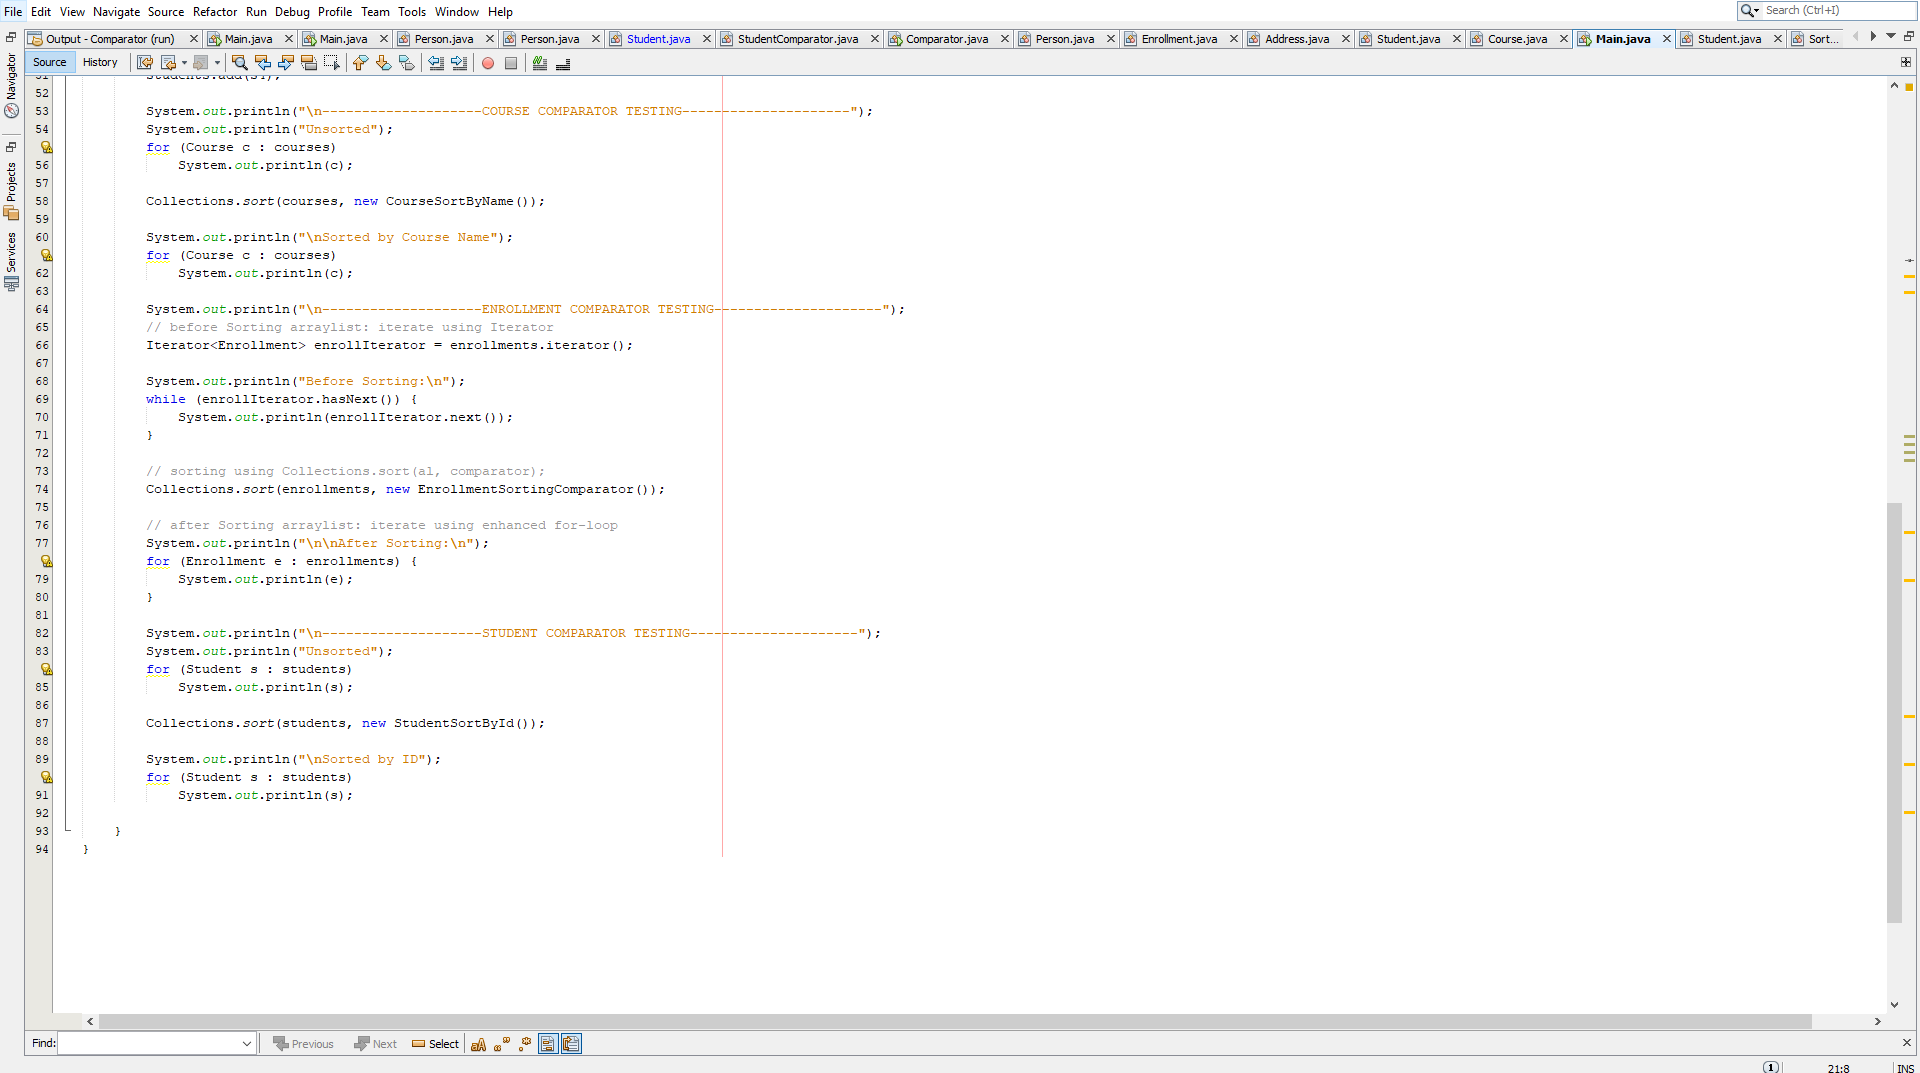 File Edit View Navigate Source Refactor Run Debug Profile Team Tools Window Help
Search (Ctrl+I)
Output - Comparator (run) Main.java Main.java Person.java Person.java Student.java StudentComparator.java Comparator.java Person.java Enrollment.java Address.java Student.java Course.java Main.java Student.java Sort...
Source History
Navigator
Projects
Services
51 Students.add(s4);
52
53 System.out.println("\n--------------------COURSE COMPARATOR TESTING---------------------");
54 System.out.println("Unsorted");
for (Course c : courses)
56 System.out.println(c);
57
58 Collections.sort(courses, new CourseSortByName());
59
60 System.out.println("\nSorted by Course Name");
for (Course c : courses)
62 System.out.println(c);
63
64 System.out.println("\n--------------------ENROLLMENT COMPARATOR TESTING---------------------");
65 // before Sorting arraylist: iterate using Iterator
66 Iterator<Enrollment> enrollIterator = enrollments.iterator();
67
68 System.out.println("Before Sorting:\n");
69 while (enrollIterator.hasNext()) {
70 System.out.println(enrollIterator.next());
71 }
72
73 // sorting using Collections.sort(al, comparator);
74 Collections.sort(enrollments, new EnrollmentSortingComparator());
75
76 // after Sorting arraylist: iterate using enhanced for-loop
77 System.out.println("\n\nAfter Sorting:\n");
for (Enrollment e : enrollments) {
79 System.out.println(e);
80 }
81
82 System.out.println("\n--------------------STUDENT COMPARATOR TESTING---------------------");
83 System.out.println("Unsorted");
for (Student s : students)
85 System.out.println(s);
86
87 Collections.sort(students, new StudentSortById());
88
89 System.out.println("\nSorted by ID");
for (Student s : students)
91 System.out.println(s);
92
93 }
94 }
Find: Previous Next Select
1 21:8 INS